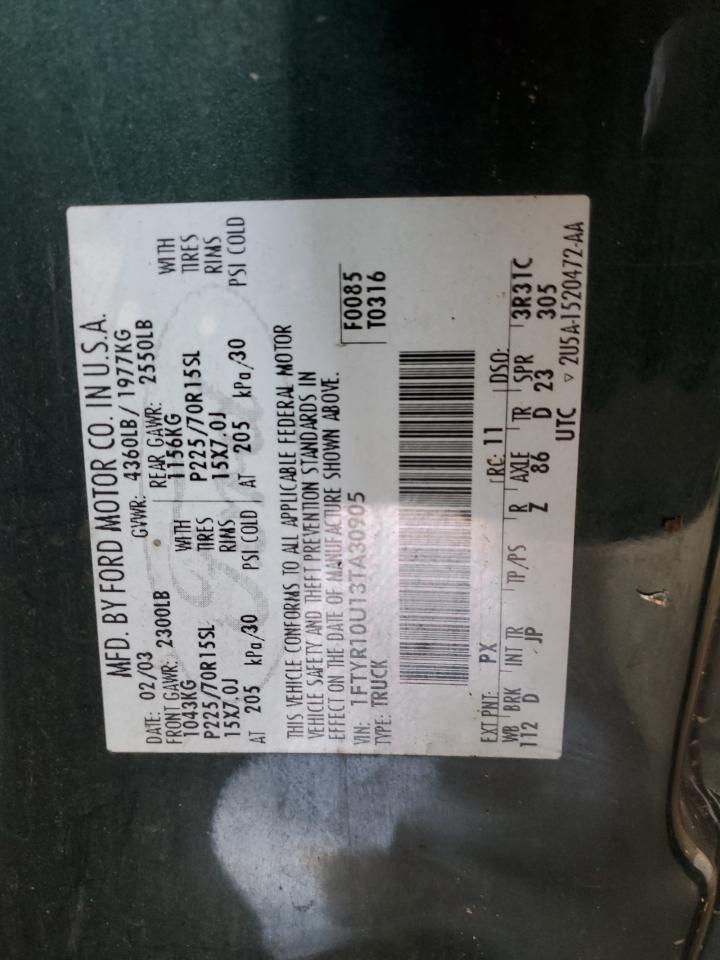 MFD. BY FORD MOTOR CO. IN U.S.A.
DATE: 02/03 GVWR: 4360LB/ 1977KG
FRONT GAWR: 2300LB REAR GAWR: 2550LB
1043KG WITH 1156KG WITH
P225/70R15SL TIRES P225/70R15SL TIRES
15X7.0J RIMS 15X7.0J RIMS
AT 205 kPa/30 PSI COLD AT 205 kPa/30 PSI COLD
THIS VEHICLE CONFORMS TO ALL APPLICABLE FEDERAL MOTOR
VEHICLE SAFETY AND THEFT PREVENTION STANDARDS IN
EFFECT ON THE DATE OF MANUFACTURE SHOWN ABOVE.
VIN: 1FTYR10U13TA30905 F0085
TYPE: TRUCK T0316
EXT PNT: PX RC: 11 DSO:
WB BRK INT TR TP/PS R AXLE TR SPR 3R31C
112 D JP Z 86 D 23 305
UTC ▽ 2U5A-1520472-AA
Ford